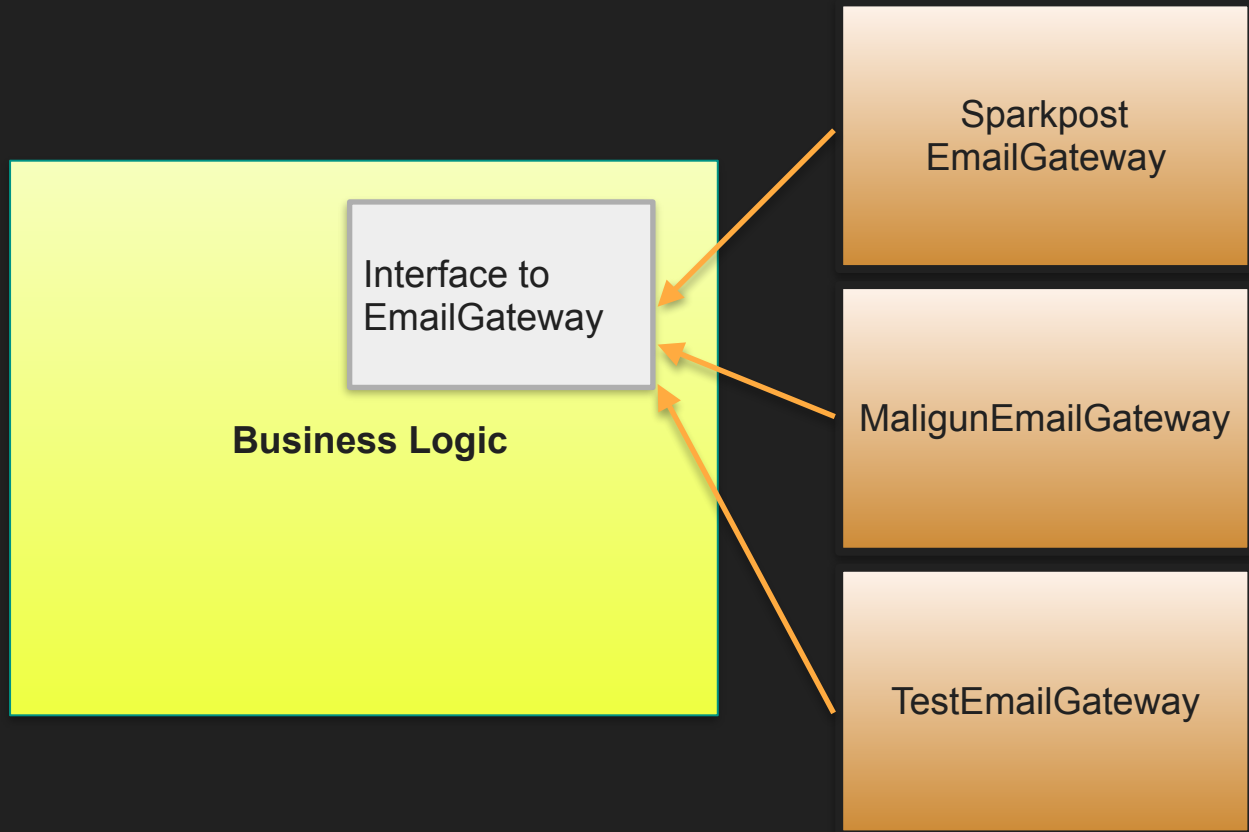 Sparkpost
EmailGateway
Interface to
EmailGateway
Business Logic
MaligunEmailGateway
TestEmailGateway